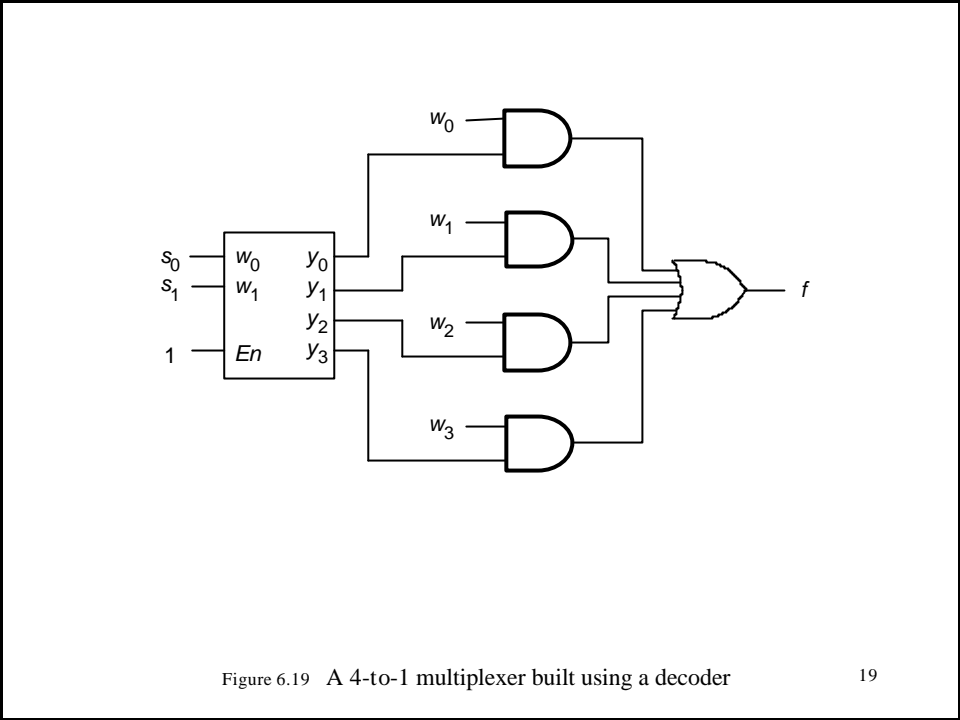 w0
w1
s0 w0 y0
s1 w1 y1
f
y2
w2
1 En y3
w3
Figure 6.19 A 4-to-1 multiplexer built using a decoder 19